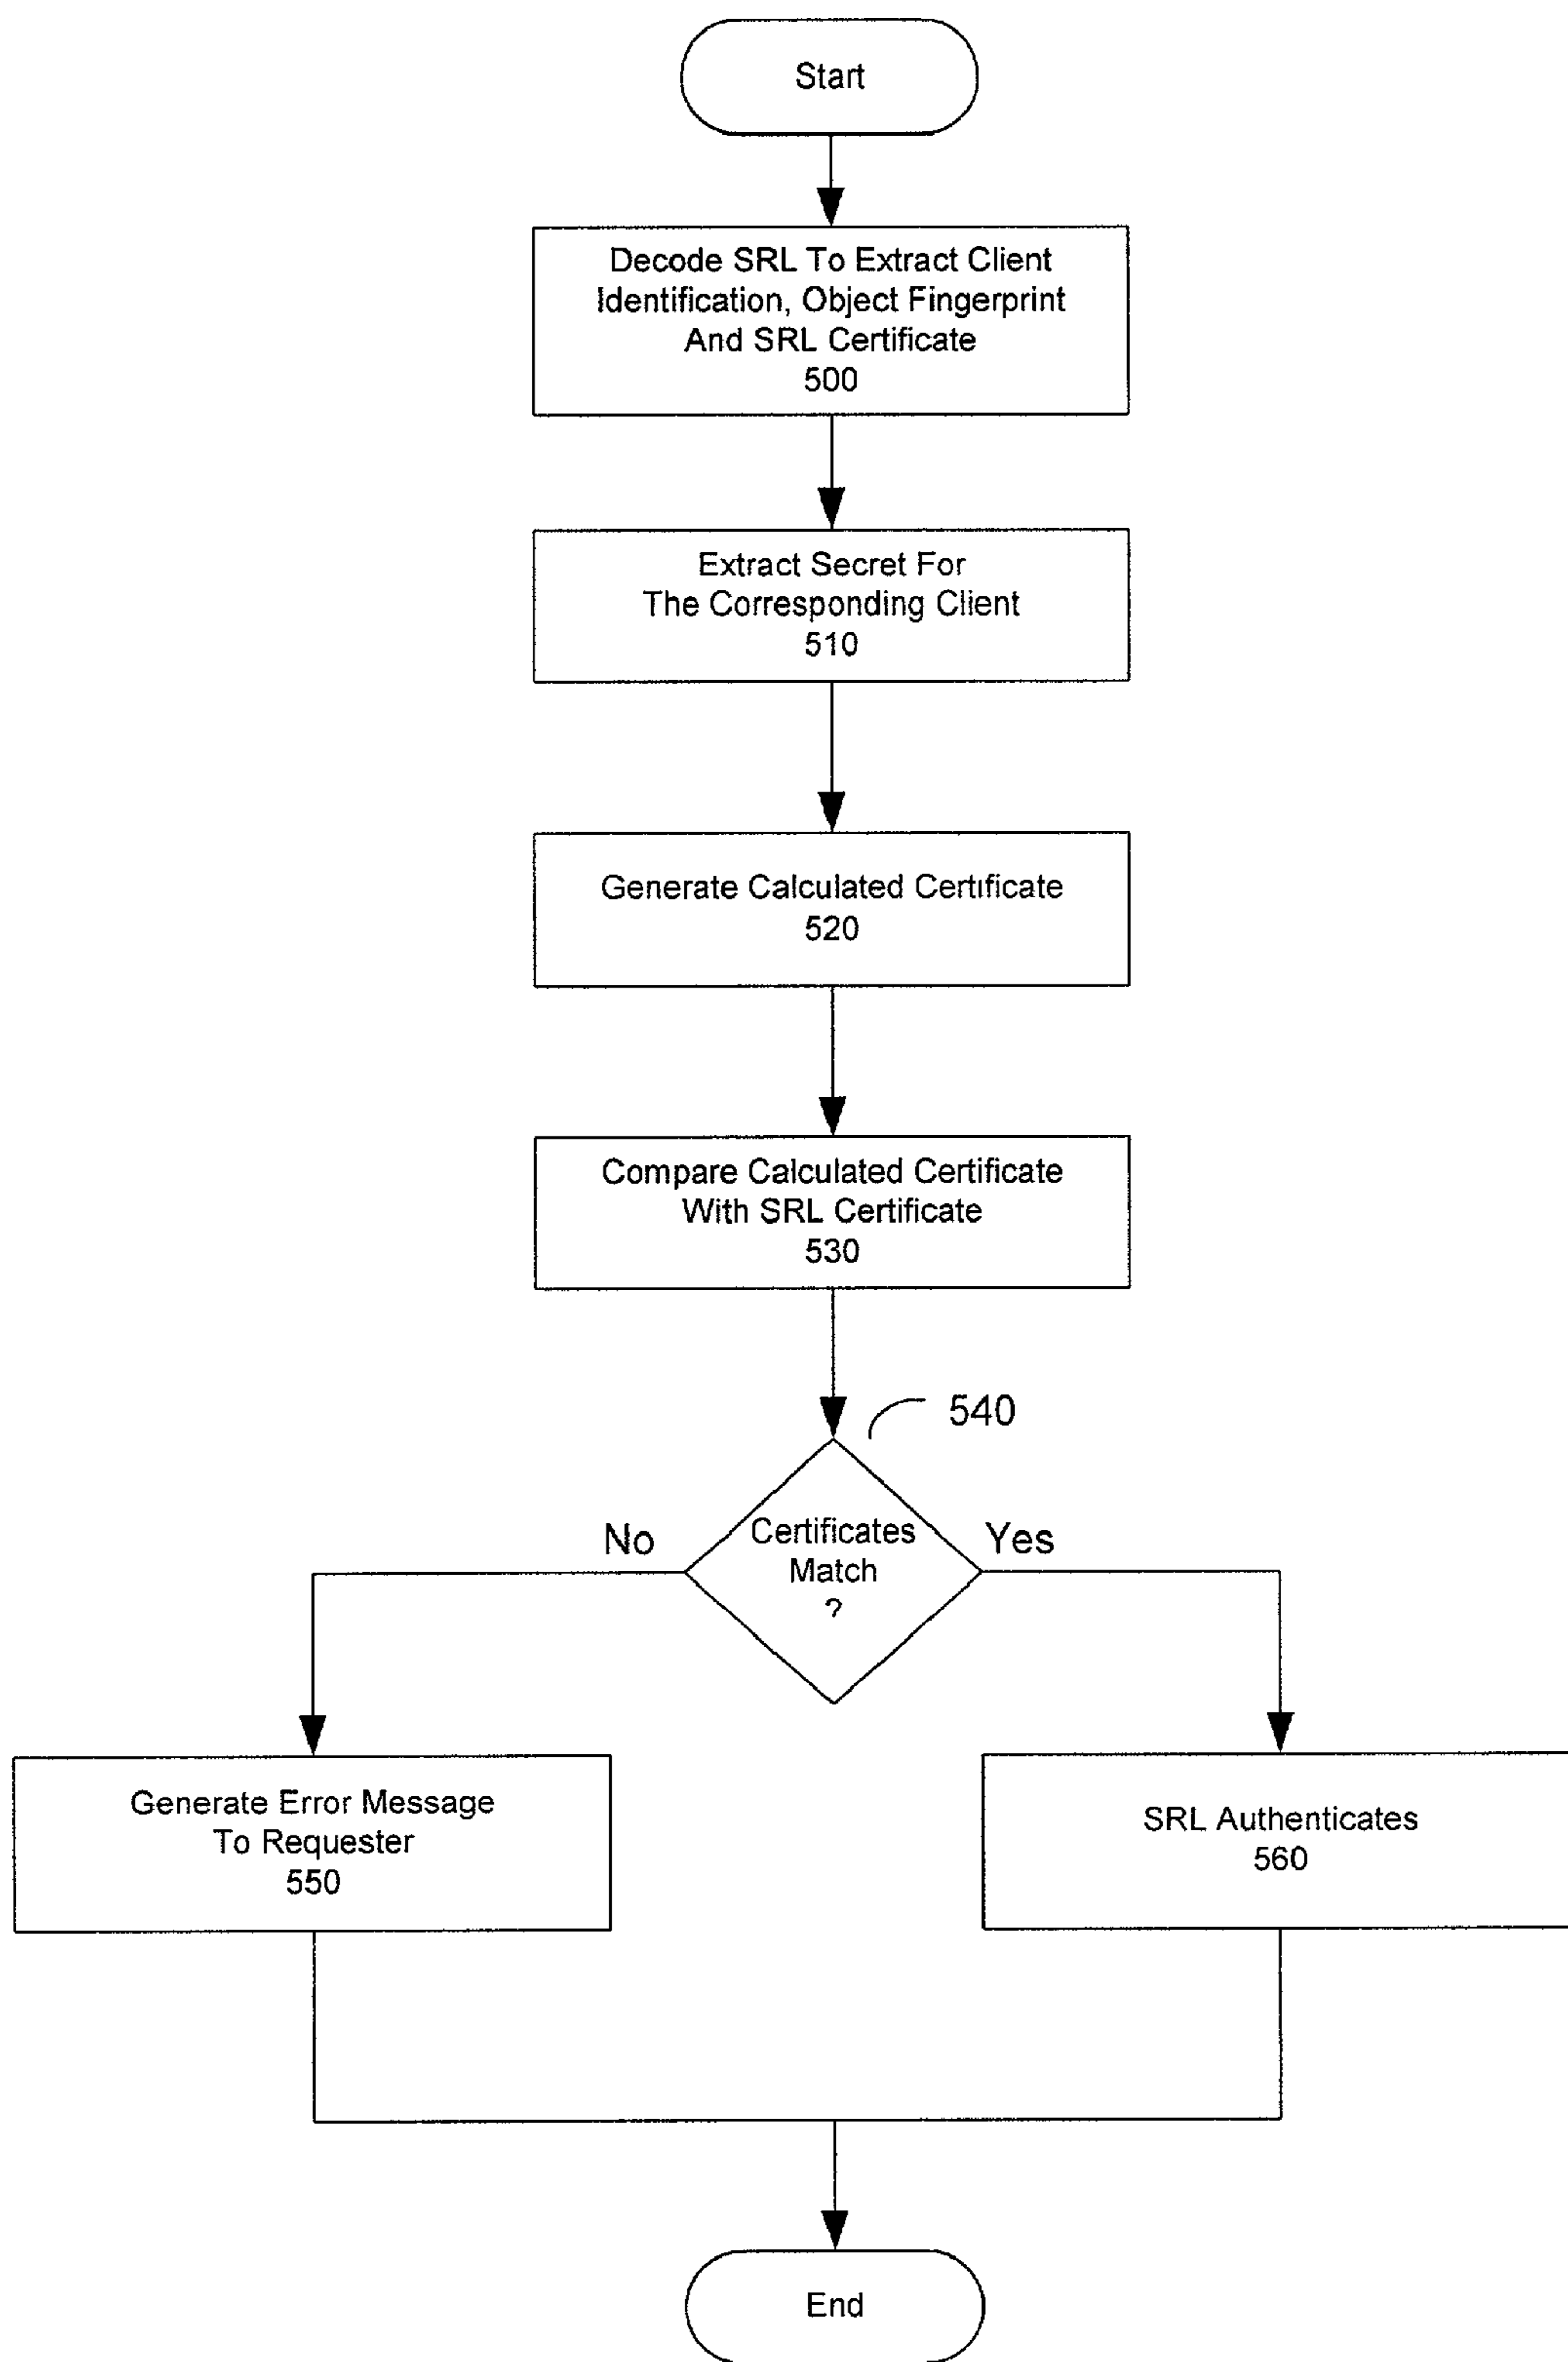 Start
Decode SRL To Extract Client
Identification, Object Fingerprint
And SRL Certificate
500
Extract Secret For
The Corresponding Client
510
Generate Calculated Certificate
520
Compare Calculated Certificate
With SRL Certificate
530
540
Certificates
Match
?
No
Yes
Generate Error Message
To Requester
550
SRL Authenticates
560
End